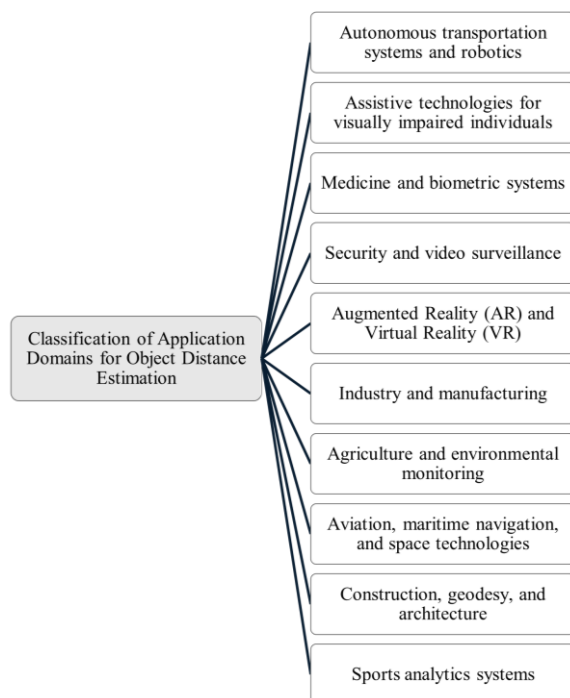 Autonomous transportation
systems and robotics
Assistive technologies for
visually impaired individuals
Medicine and biometric systems
Security and video surveillance
Classification of Application
Domains for Object Distance
Estimation
Augmented Reality (AR) and
Virtual Reality (VR)
Industry and manufacturing
Agriculture and environmental
monitoring
Aviation, maritime navigation,
and space technologies
Construction, geodesy, and
architecture
Sports analytics systems